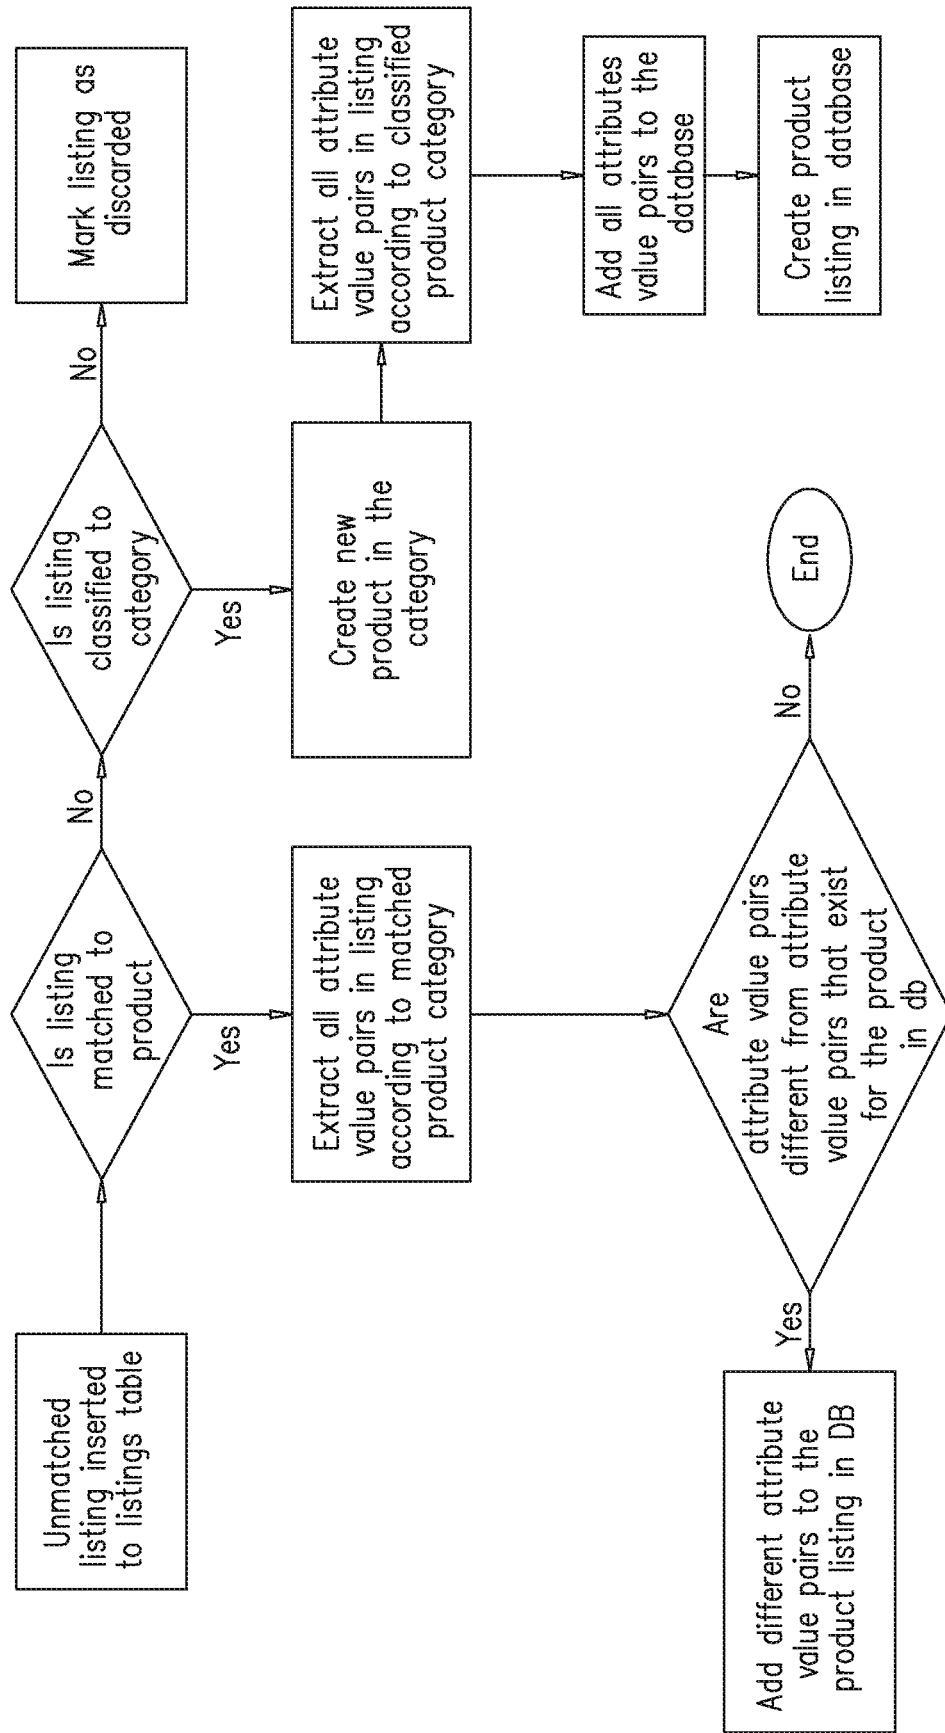 Unmatched
listing inserted
to listings table
Is listing
matched to
product
No
Is listing
classified to
category
No
Mark listing as
discarded
Yes
Extract all attribute
value pairs in listing
according to matched
product category
Yes
Create new
product in the
category
Extract all attribute
value pairs in listing
according to classified
product category
Add all attributes
value pairs to the
database
Create product
listing in database
Are
attribute value pairs
different from attribute
value pairs that exist
for the product
in db
Yes
Add different attribute
value pairs to the
product listing in DB
No
End